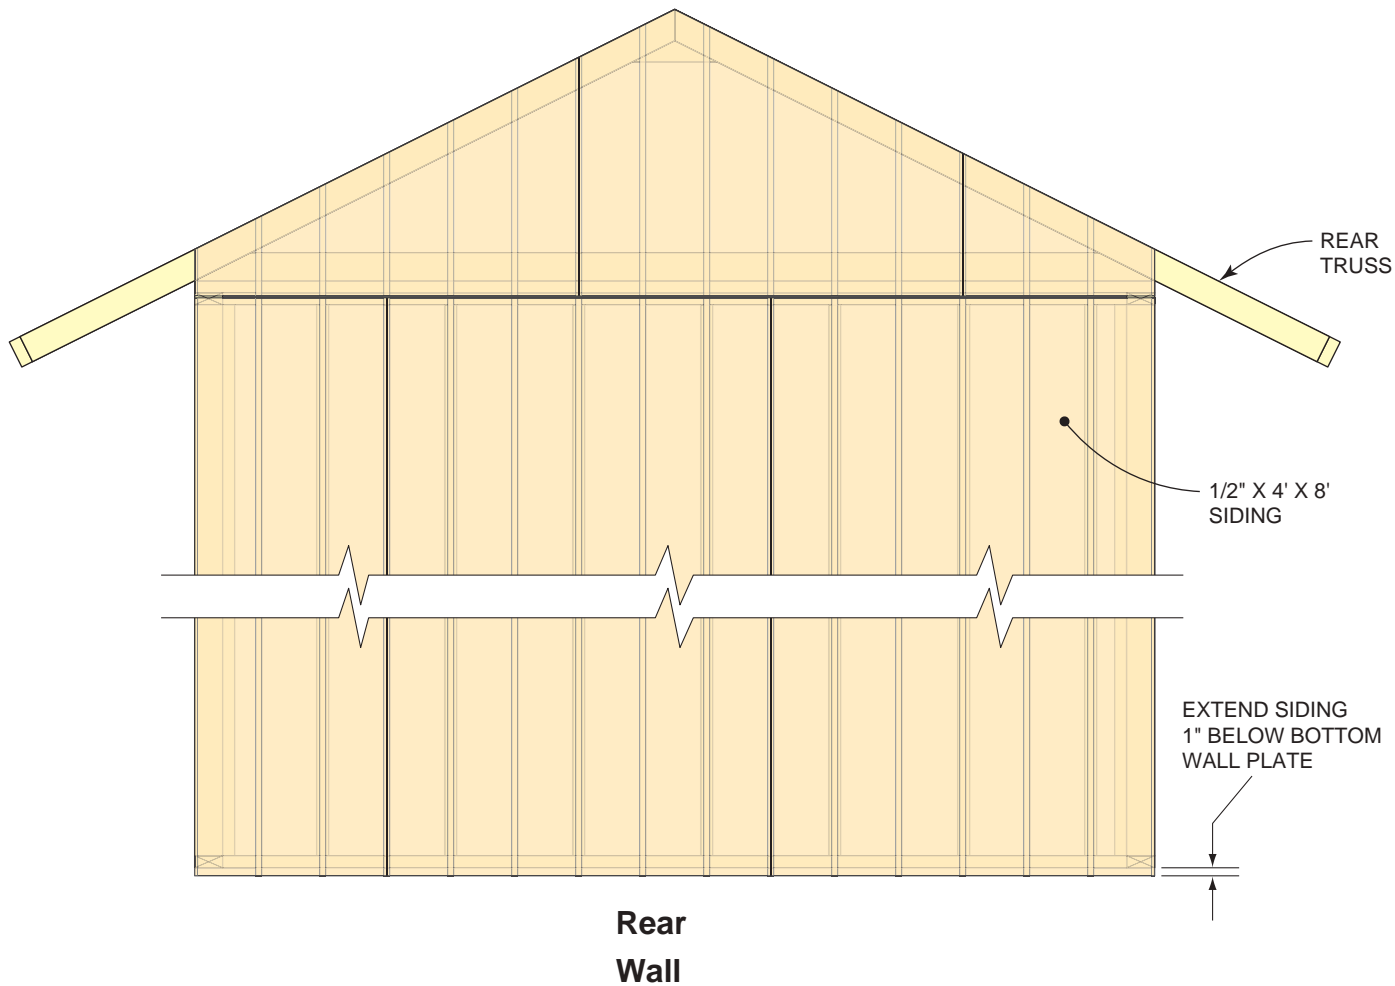 REAR
TRUSS
1/2" X 4' X 8'
SIDING
EXTEND SIDING
1" BELOW BOTTOM
WALL PLATE
Rear
Wall